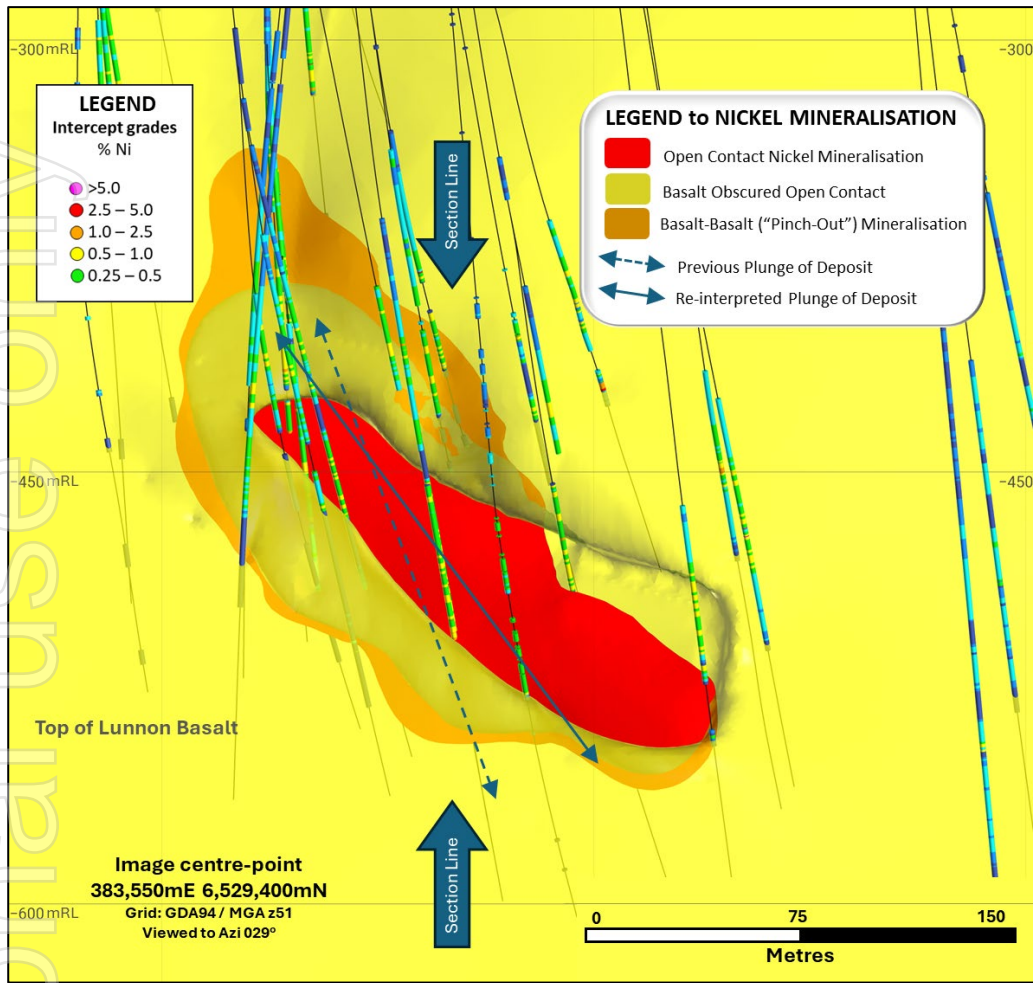 -300mRL
-300
LEGEND
Intercept grades
% Ni
>5.0
2.5 – 5.0
1.0 – 2.5
0.5 – 1.0
0.25 – 0.5
Section Line
LEGEND to NICKEL MINERALISATION
Open Contact Nickel Mineralisation
Basalt Obscured Open Contact
Basalt-Basalt (“Pinch-Out”) Mineralisation
Previous Plunge of Deposit
Re-interpreted Plunge of Deposit
-450mRL
-450
Top of Lunnon Basalt
Section Line
Image centre-point
383,550mE 6,529,400mN
Grid: GDA94 / MGA z51
Viewed to Azi 029°
-600mRL
0 75 150
Metres
only
use